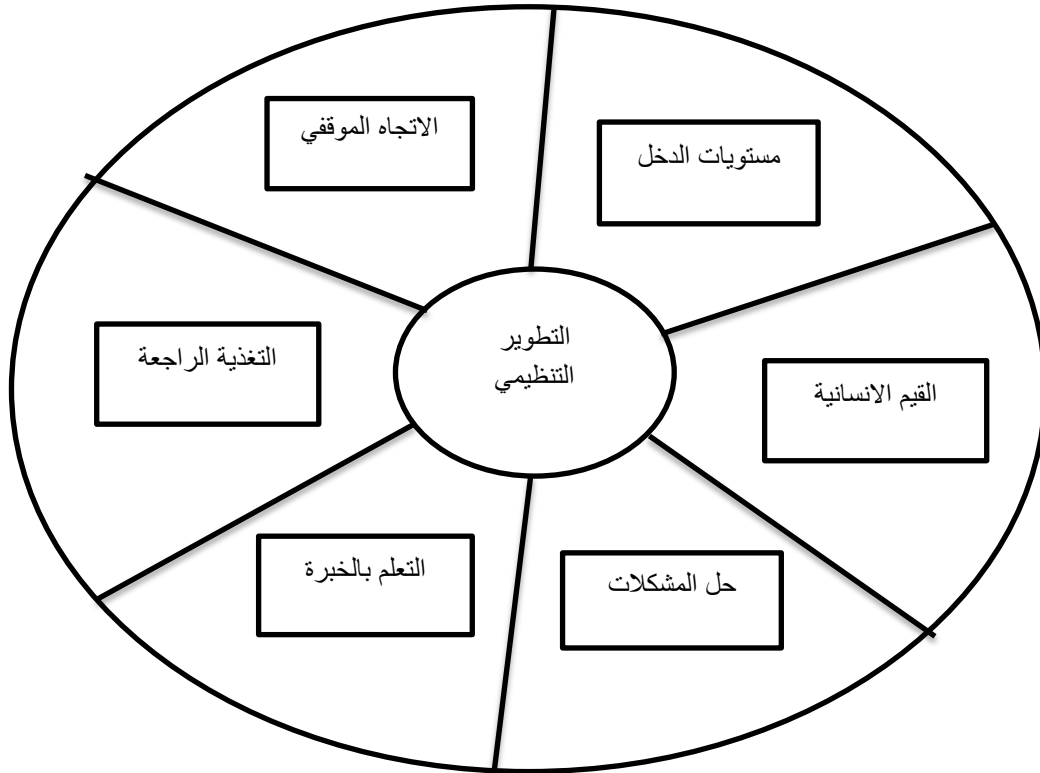 الاتجاه الموقفي
مستويات الدخل
التغذية الراجعة
التطوير
التنظيمي
القيم الانسانية
التعلم بالخبرة
حل المشكلات